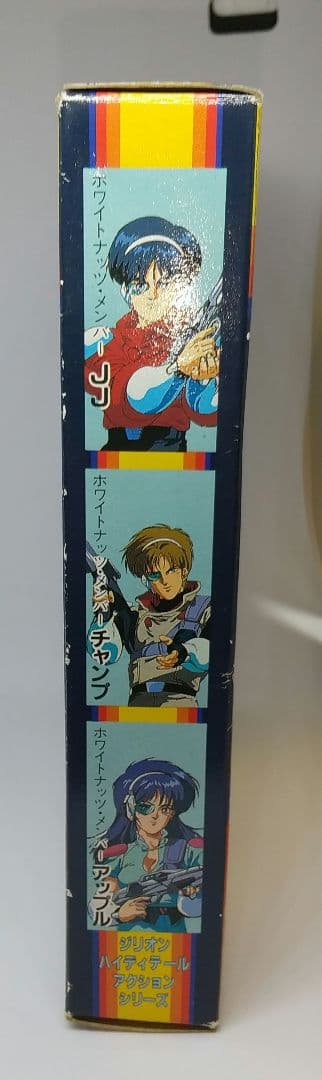 ホワイトナッツ・メンバー JJ
ホワイトナッツ・メンバー チャンプ
ホワイトナッツ・メンバー アップル
ジリオン
ハイディテール
アクション
シリーズ